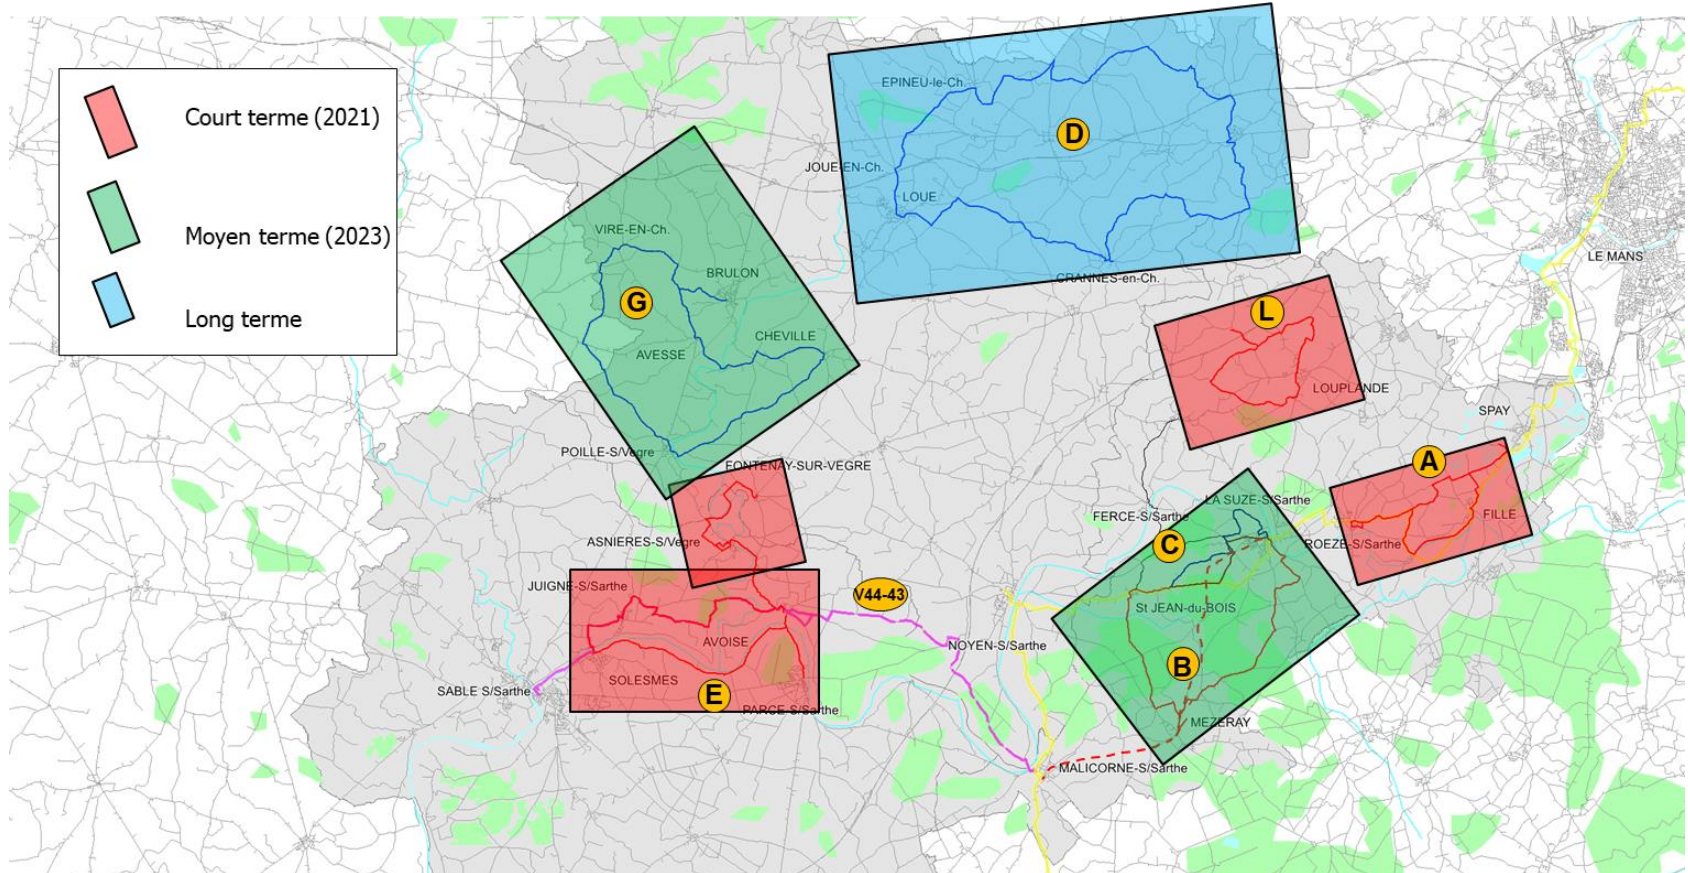 Court terme (2021)
Moyen terme (2023)
Long terme
EPINEU-le-Ch.
D
JOUE-EN-Ch.
LOUE
CRANNES-en-Ch.
LE MANS
VIRE-EN-Ch.
BRULON
G
AVESSE
CHEVILLE
L
LOUPLANDE
SPAY
POILLE-S/Vegre
FONTENAY-SUR-VEGRE
A
LA SUZE-S/Sarthe
FERCE-S/Sarthe
FILLE
ROEZE-S/Sarthe
ASNIERES-S/Vegre
C
JUIGNE-S/Sarthe
V44-43
St JEAN-du-BOIS
AVOISE
NOYEN-S/Sarthe
B
SOLESMES
SABLE S/Sarthe
E
PARCE-S/Sarthe
MEZERAY
MALICORNE-S/Sarthe